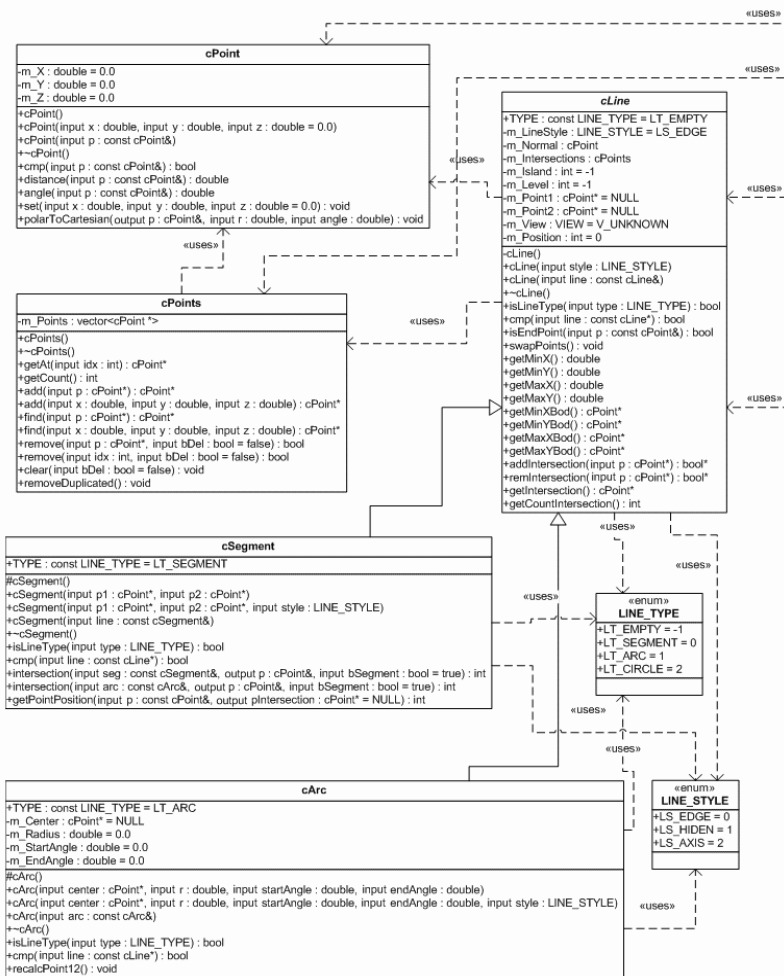 «uses»
cPoint
-m_X : double = 0.0
-m_Y : double = 0.0
-m_Z : double = 0.0
+cPoint()
+cPoint(input x : double, input y : double, input z : double = 0.0)
+cPoint(input p : const cPoint&)
+~cPoint()
+cmp(input p : const cPoint&) : bool
+distance(input p : const cPoint&) : double
+angle(input p : const cPoint&) : double
+set(input x : double, input y : double, input z : double = 0.0) : void
+polarToCartesian(output p : cPoint&, input r : double, input angle : double) : void
«uses»
«uses»
cLine
+TYPE : const LINE_TYPE = LT_EMPTY
-m_LineStyle : LINE_STYLE = LS_EDGE
-m_Normal : cPoint
-m_Intersections : cPoints
-m_Island : int = -1
-m_Level : int = -1
-m_Point1 : cPoint* = NULL
-m_Point2 : cPoint* = NULL
-m_View : VIEW = V_UNKNOWN
-m_Position : int = 0
-cLine()
+cLine(input style : LINE_STYLE)
+cLine(input line : const cLine&)
+~cLine()
+isLineType(input type : LINE_TYPE) : bool
+cmp(input line : const cLine*) : bool
+isEndPoint(input p : const cPoint&) : bool
+swapPoints() : void
+getMinX() : double
+getMinY() : double
+getMaxX() : double
+getMaxY() : double
+getMinXBod() : cPoint*
+getMinYBod() : cPoint*
+getMaxXBod() : cPoint*
+getMaxYBod() : cPoint*
+addIntersection(input p : cPoint*) : bool*
+remIntersection(input p : cPoint*) : bool*
+getIntersection() : cPoint*
+getCountIntersection() : int
«uses»
«uses»
«uses»
cPoints
-m_Points : vector<cPoint *>
+cPoints()
+~cPoints()
+getAt(input idx : int) : cPoint*
+getCount() : int
+add(input p : cPoint*) : cPoint*
+add(input x : double, input y : double, input z : double) : cPoint*
+find(input p : cPoint*) : cPoint*
+find(input x : double, input y : double, input z : double) : cPoint*
+remove(input p : cPoint*, input bDel : bool = false) : bool
+remove(input idx : int, input bDel : bool = false) : bool
+clear(input bDel : bool = false) : void
+removeDuplicated() : void
«uses»
«uses»
cSegment
+TYPE : const LINE_TYPE = LT_SEGMENT
#cSegment()
+cSegment(input p1 : cPoint*, input p2 : cPoint*)
+cSegment(input p1 : cPoint*, input p2 : cPoint*, input style : LINE_STYLE)
+cSegment(input line : const cSegment&)
+~cSegment()
+isLineType(input type : LINE_TYPE) : bool
+cmp(input line : const cLine*) : bool
+intersection(input seg : const cSegment&, output p : cPoint&, input bSegment : bool = true) : int
+intersection(input arc : const cArc&, output p : cPoint&, input bSegment : bool = true) : int
+getPointPosition(input p : const cPoint&, output pIntersection : cPoint* = NULL) : int
«uses»
«uses»
«uses»
«enum»
LINE_TYPE
+LT_EMPTY = -1
+LT_SEGMENT = 0
+LT_ARC = 1
+LT_CIRCLE = 2
«uses»
«enum»
LINE_STYLE
+LS_EDGE = 0
+LS_HIDEN = 1
+LS_AXIS = 2
«uses»
cArc
+TYPE : const LINE_TYPE = LT_ARC
-m_Center : cPoint* = NULL
-m_Radius : double = 0.0
-m_StartAngle : double = 0.0
-m_EndAngle : double = 0.0
#cArc()
+cArc(input center : cPoint*, input r : double, input startAngle : double, input endAngle : double)
+cArc(input center : cPoint*, input r : double, input startAngle : double, input endAngle : double, input style : LINE_STYLE)
+cArc(input arc : const cArc&)
+~cArc()
+isLineType(input type : LINE_TYPE) : bool
+cmp(input line : const cLine*) : bool
+recalcPoint12() : void